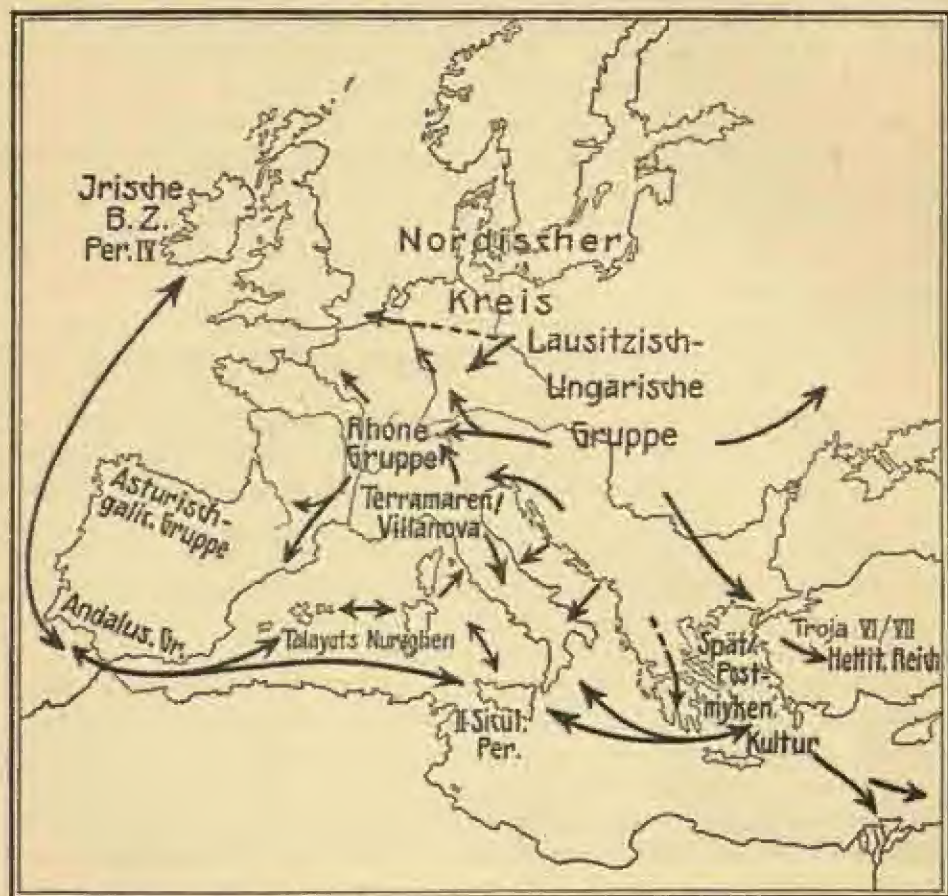 Irische
B. Z.
Per. IV
Nordischer
Kreis
Lausitzisch-
Ungarische
Gruppe
Rhone
Gruppe
Terramaren/
Villanova
Asturisch-
galic. Gruppe
Andalus. Gr.
Talayots Nuraghen
II-Sicul.
Per.
Spät/
Post-
myken.
Kultur
Troja VI/VII
Hettit. Reich